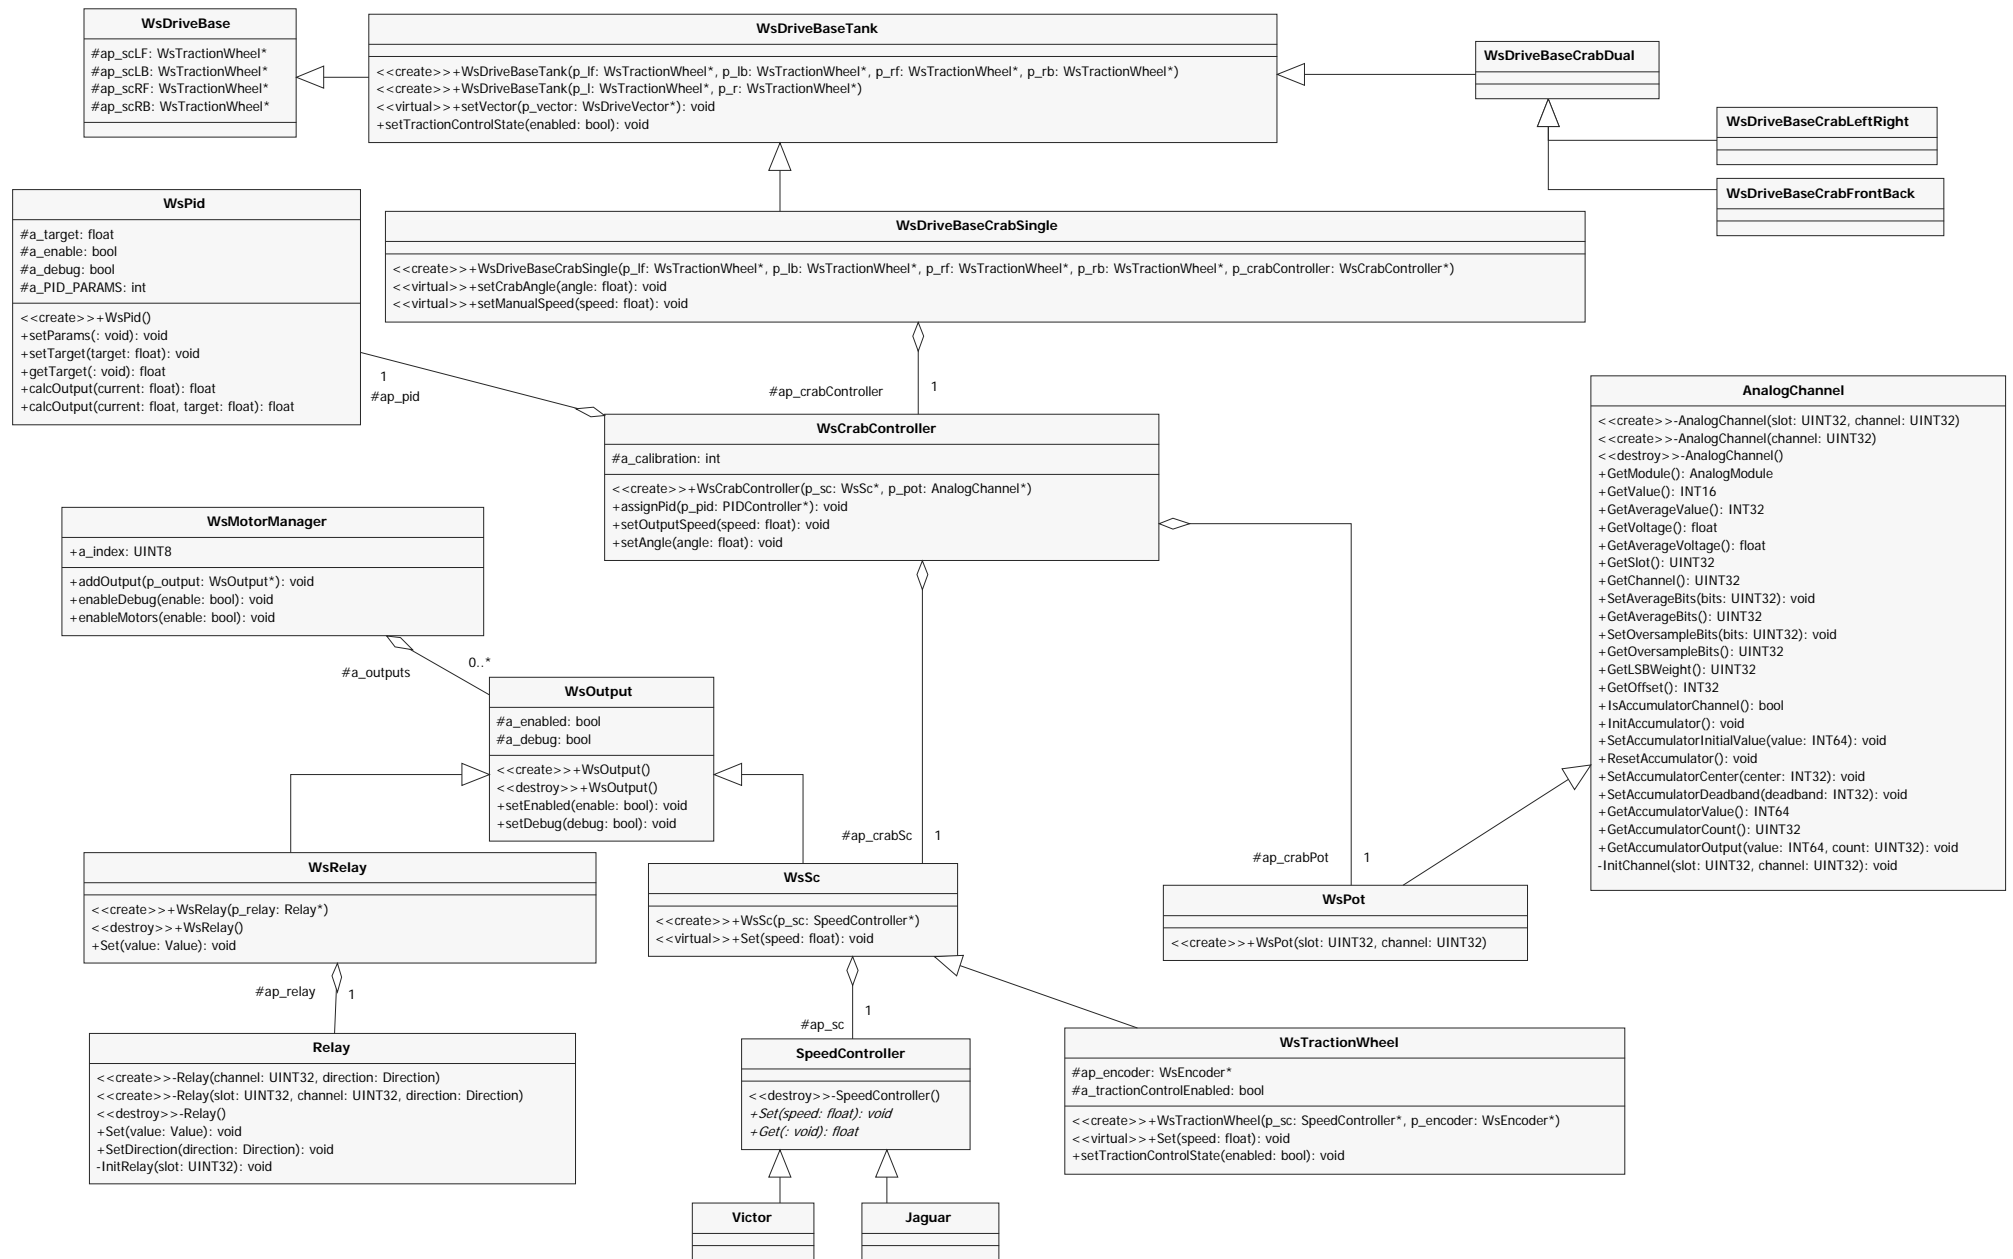 WsDriveBase
#ap_scLF: WsTractionWheel*
#ap_scLB: WsTractionWheel*
#ap_scRF: WsTractionWheel*
#ap_scRB: WsTractionWheel*
WsDriveBaseTank
<<create>>+WsDriveBaseTank(p_lf: WsTractionWheel*, p_lb: WsTractionWheel*, p_rf: WsTractionWheel*, p_rb: WsTractionWheel*)
<<create>>+WsDriveBaseTank(p_l: WsTractionWheel*, p_r: WsTractionWheel*)
<<virtual>>+setVector(p_vector: WsDriveVector*): void
+setTractionControlState(enabled: bool): void
WsDriveBaseCrabDual
WsDriveBaseCrabLeftRight
WsDriveBaseCrabFrontBack
WsPid
#a_target: float
#a_enable: bool
#a_debug: bool
#a_PID_PARAMS: int
<<create>>+WsPid()
+setParams(: void): void
+setTarget(target: float): void
+getTarget(: void): float
+calcOutput(current: float): float
+calcOutput(current: float, target: float): float
WsDriveBaseCrabSingle
<<create>>+WsDriveBaseCrabSingle(p_lf: WsTractionWheel*, p_lb: WsTractionWheel*, p_rf: WsTractionWheel*, p_rb: WsTractionWheel*, p_crabController: WsCrabController*)
<<virtual>>+setCrabAngle(angle: float): void
<<virtual>>+setManualSpeed(speed: float): void
1
#ap_pid
#ap_crabController
1
WsCrabController
#a_calibration: int
<<create>>+WsCrabController(p_sc: WsSc*, p_pot: AnalogChannel*)
+assignPid(p_pid: PIDController*): void
+setOutputSpeed(speed: float): void
+setAngle(angle: float): void
AnalogChannel
<<create>>-AnalogChannel(slot: UINT32, channel: UINT32)
<<create>>-AnalogChannel(channel: UINT32)
<<destroy>>-AnalogChannel()
+GetModule(): AnalogModule
+GetValue(): INT16
+GetAverageValue(): INT32
+GetVoltage(): float
+GetAverageVoltage(): float
+GetSlot(): UINT32
+GetChannel(): UINT32
+SetAverageBits(bits: UINT32): void
+GetAverageBits(): UINT32
+SetOversampleBits(bits: UINT32): void
+GetOversampleBits(): UINT32
+GetLSBWeight(): UINT32
+GetOffset(): INT32
+IsAccumulatorChannel(): bool
+InitAccumulator(): void
+SetAccumulatorInitialValue(value: INT64): void
+ResetAccumulator(): void
+SetAccumulatorCenter(center: INT32): void
+SetAccumulatorDeadband(deadband: INT32): void
+GetAccumulatorValue(): INT64
+GetAccumulatorCount(): UINT32
+GetAccumulatorOutput(value: INT64, count: UINT32): void
-InitChannel(slot: UINT32, channel: UINT32): void
WsMotorManager
+a_index: UINT8
+addOutput(p_output: WsOutput*): void
+enableDebug(enable: bool): void
+enableMotors(enable: bool): void
#a_outputs
0..*
WsOutput
#a_enabled: bool
#a_debug: bool
<<create>>+WsOutput()
<<destroy>>+WsOutput()
+setEnabled(enable: bool): void
+setDebug(debug: bool): void
#ap_crabSc
1
#ap_crabPot
1
WsRelay
<<create>>+WsRelay(p_relay: Relay*)
<<destroy>>+WsRelay()
+Set(value: Value): void
WsSc
<<create>>+WsSc(p_sc: SpeedController*)
<<virtual>>+Set(speed: float): void
WsPot
<<create>>+WsPot(slot: UINT32, channel: UINT32)
#ap_relay
1
#ap_sc
1
Relay
<<create>>-Relay(channel: UINT32, direction: Direction)
<<create>>-Relay(slot: UINT32, channel: UINT32, direction: Direction)
<<destroy>>-Relay()
+Set(value: Value): void
+SetDirection(direction: Direction): void
-InitRelay(slot: UINT32): void
SpeedController
<<destroy>>-SpeedController()
+Set(speed: float): void
+Get(: void): float
WsTractionWheel
#ap_encoder: WsEncoder*
#a_tractionControlEnabled: bool
<<create>>+WsTractionWheel(p_sc: SpeedController*, p_encoder: WsEncoder*)
<<virtual>>+Set(speed: float): void
+setTractionControlState(enabled: bool): void
Victor
Jaguar